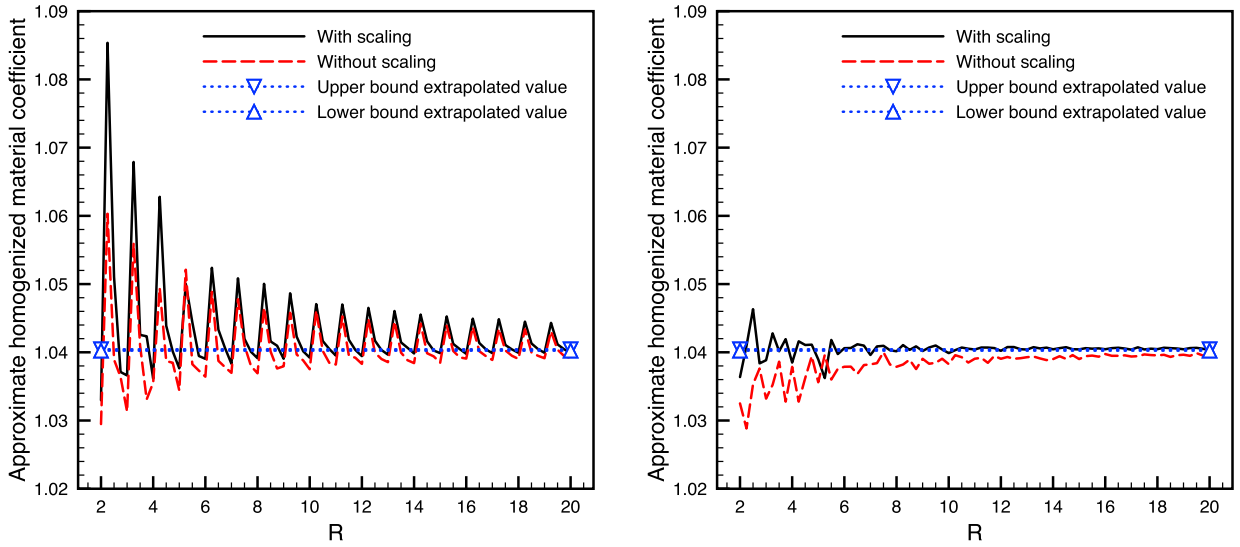 Approximate homogenized material coefficient
1.09
1.08
1.07
1.06
1.05
1.04
1.03
1.02
With scaling
Without scaling
Upper bound extrapolated value
Lower bound extrapolated value
2 4 6 8 10 12 14 16 18 20
R
Approximate homogenized material coefficient
1.09
1.08
1.07
1.06
1.05
1.04
1.03
1.02
With scaling
Without scaling
Upper bound extrapolated value
Lower bound extrapolated value
2 4 6 8 10 12 14 16 18 20
R